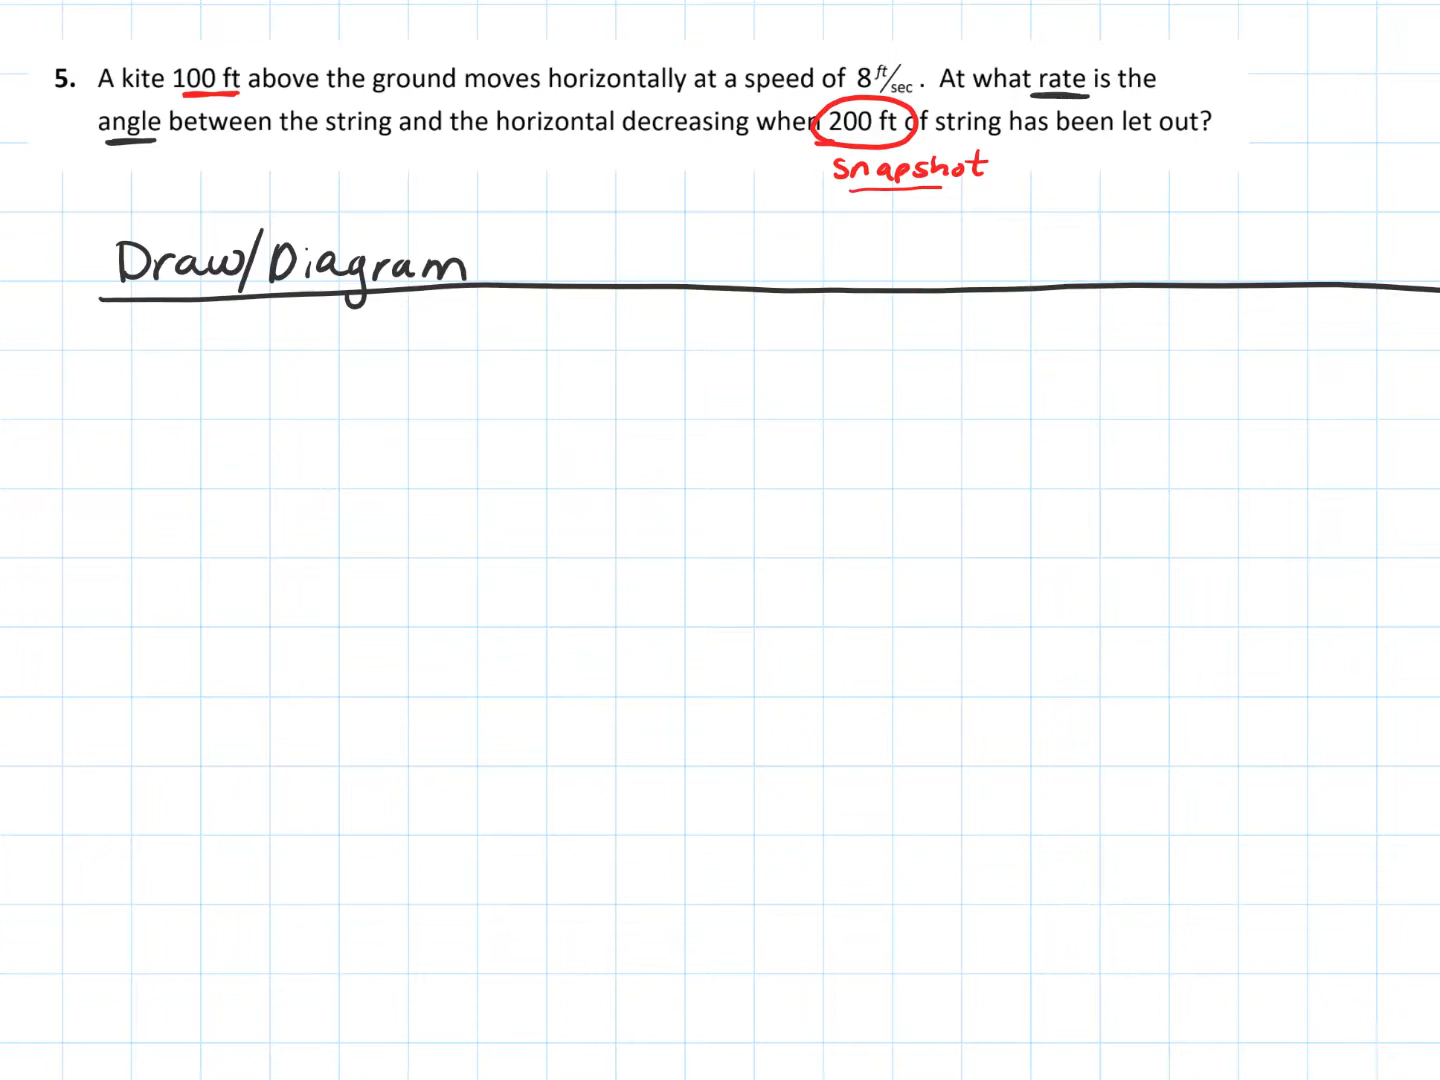 5. A kite 100 ft above the ground moves horizontally at a speed of 8 ft/sec. At what rate is the
angle between the string and the horizontal decreasing when 200 ft of string has been let out?
snapshot
Draw/Diagram